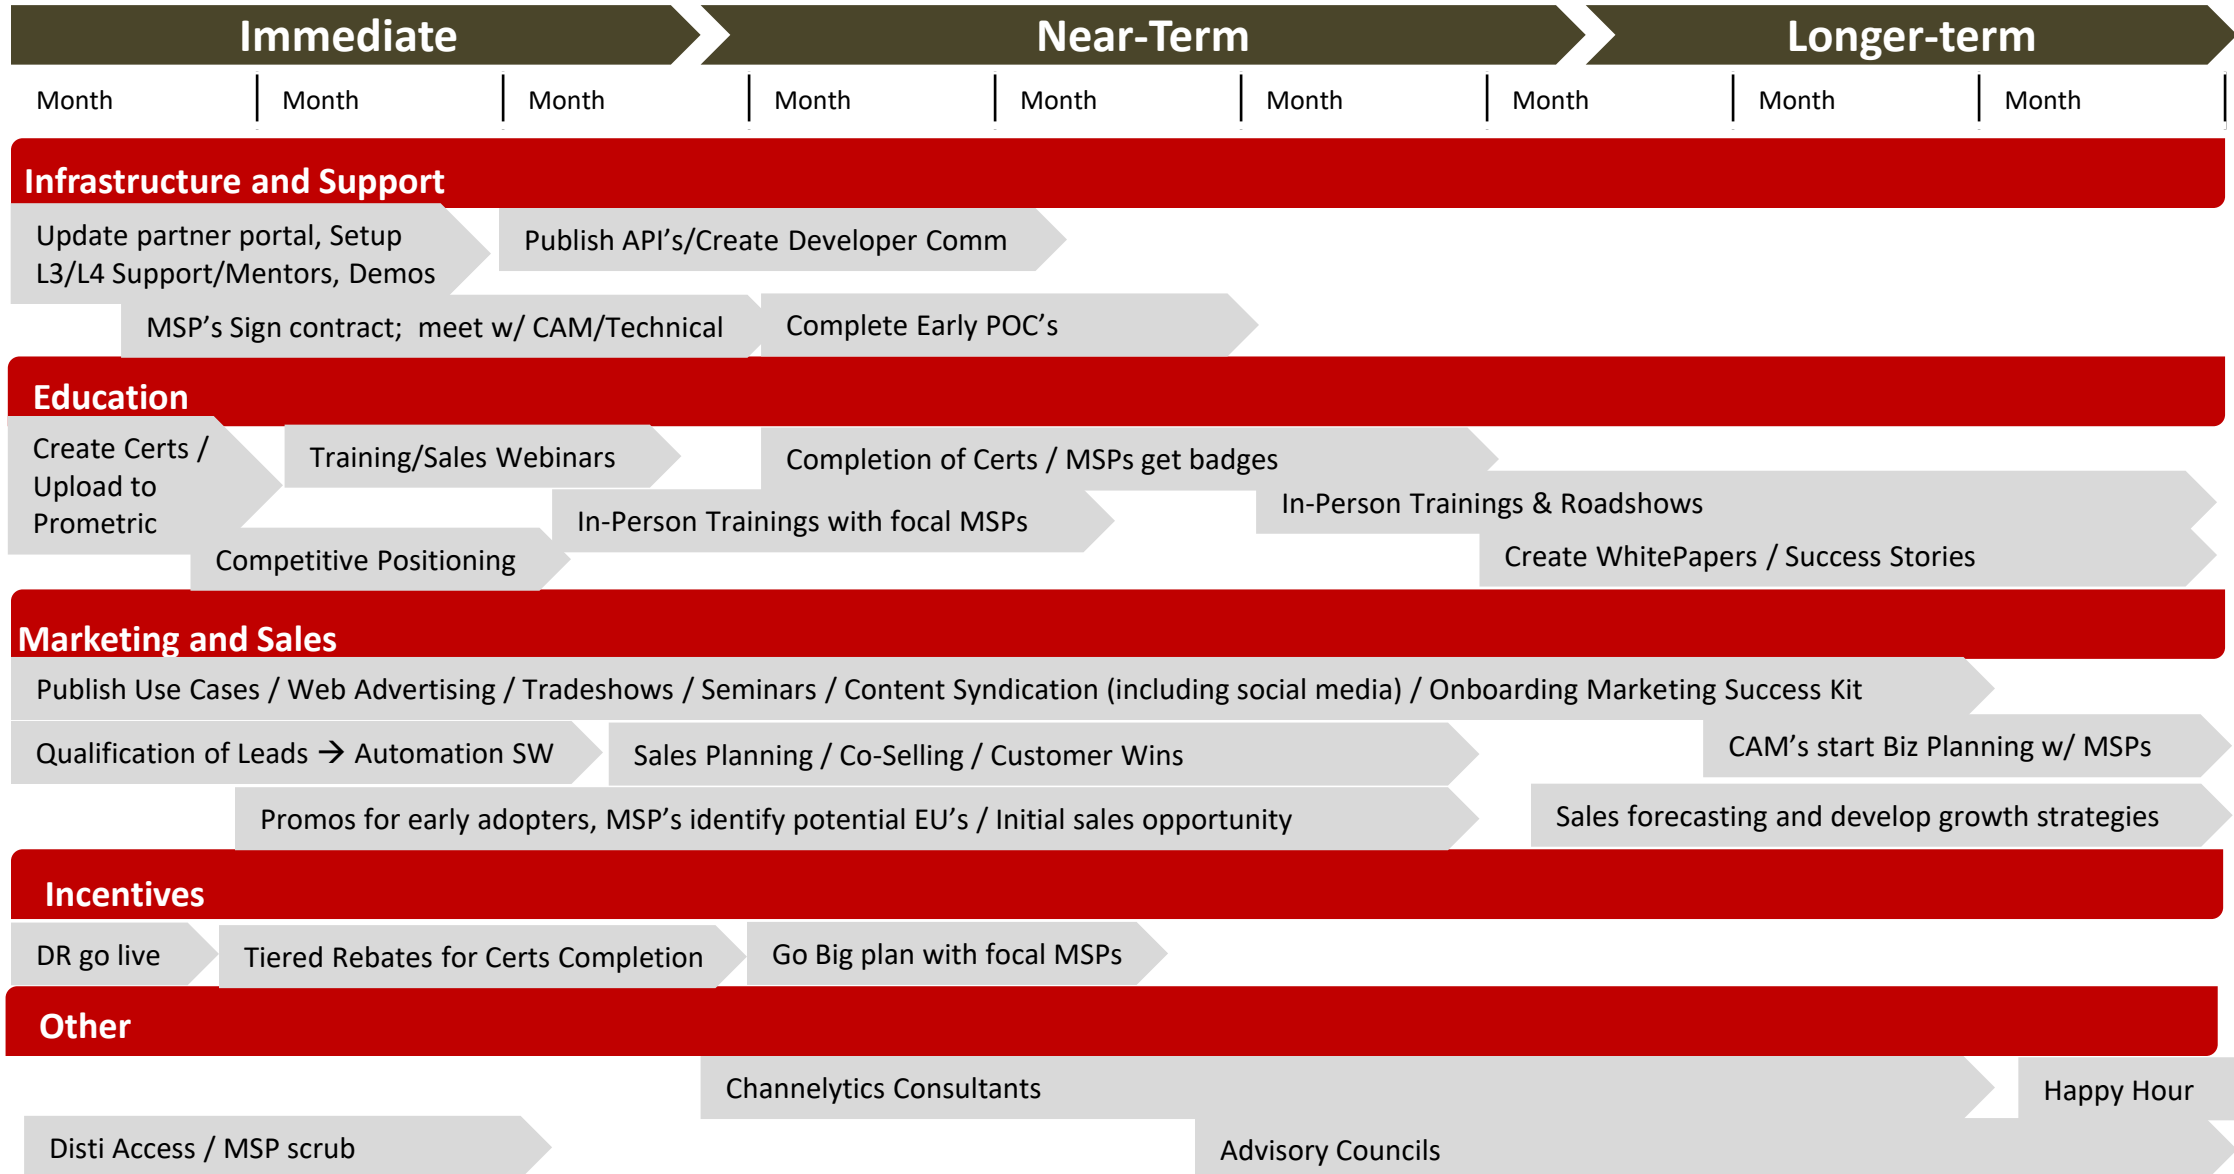 Immediate
Near-Term
Longer-term
Month
Month
Month
Month
Month
Month
Month
Month
Month
Infrastructure and Support
Update partner portal, Setup
L3/L4 Support/Mentors, Demos
Publish API’s/Create Developer Comm
MSP’s Sign contract;  meet w/ CAM/Technical
Complete Early POC’s
Education
Create Certs /
Upload to
Prometric
Training/Sales Webinars
Completion of Certs / MSPs get badges
In-Person Trainings with focal MSPs
In-Person Trainings & Roadshows
Competitive Positioning
Create WhitePapers / Success Stories
Marketing and Sales
Publish Use Cases / Web Advertising / Tradeshows / Seminars / Content Syndication (including social media) / Onboarding Marketing Success Kit
Qualification of Leads → Automation SW
Sales Planning / Co-Selling / Customer Wins
CAM’s start Biz Planning w/ MSPs
Promos for early adopters, MSP’s identify potential EU’s / Initial sales opportunity
Sales forecasting and develop growth strategies
Incentives
DR go live
Tiered Rebates for Certs Completion
Go Big plan with focal MSPs
Other
Channelytics Consultants
Happy Hour
Disti Access / MSP scrub
Advisory Councils